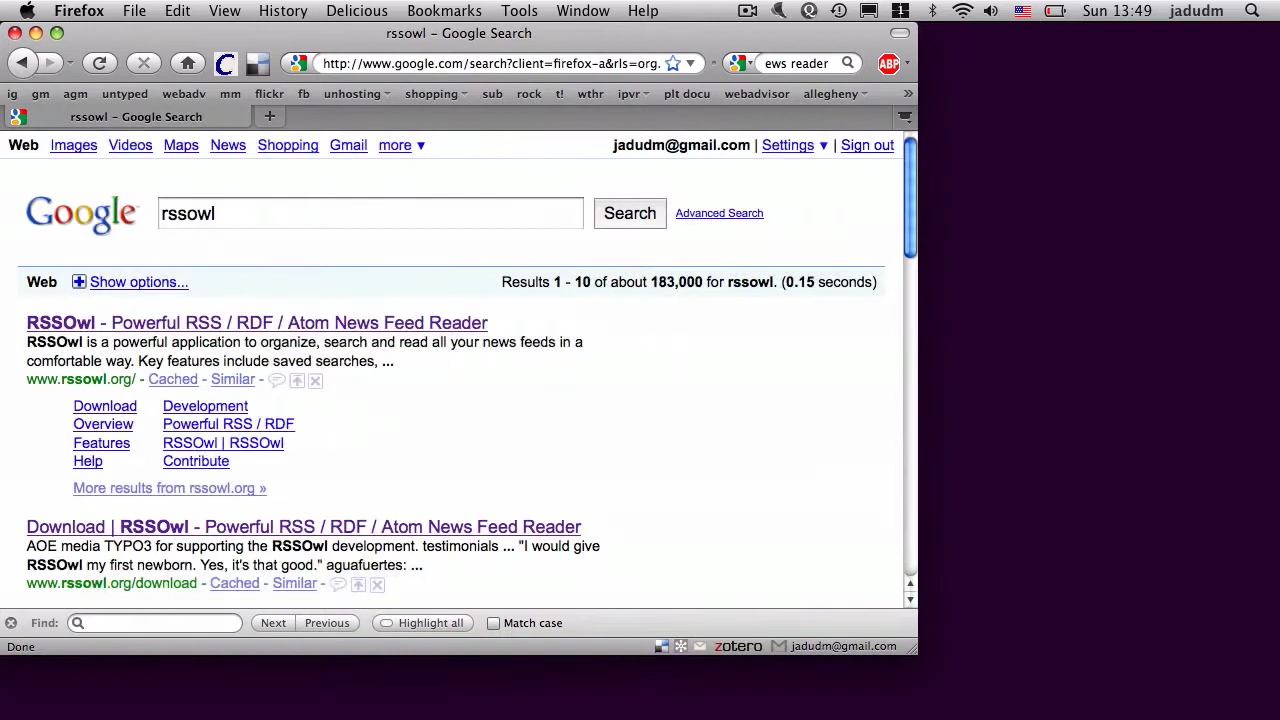 Firefox File Edit View History Delicious Bookmarks Tools Window Help Sun 13:49 jadudm
rssowl – Google Search
http://www.google.com/search?client=firefox-a&rls=org. ews reader ABP
ig gm agm untyped webadv mm flickr fb unhosting shopping sub rock t! wthr ipvr plt docu webadvisor allegheny »
rssowl – Google Search +
Web Images Videos Maps News Shopping Gmail more ▼ jadudm@gmail.com | Settings ▼ | Sign out
Google rssowl Search Advanced Search
Web Show options... Results 1 - 10 of about 183,000 for rssowl. (0.15 seconds)
RSSOwl - Powerful RSS / RDF / Atom News Feed Reader
RSSOwl is a powerful application to organize, search and read all your news feeds in a
comfortable way. Key features include saved searches, ...
www.rssowl.org/ - Cached - Similar -
Download Development
Overview Powerful RSS / RDF
Features RSSOwl | RSSOwl
Help Contribute
More results from rssowl.org »
Download | RSSOwl - Powerful RSS / RDF / Atom News Feed Reader
AOE media TYPO3 for supporting the RSSOwl development. testimonials ... "I would give
RSSOwl my first newborn. Yes, it's that good." aguafuertes: ...
www.rssowl.org/download - Cached - Similar -
Find: Next Previous Highlight all Match case
Done zotero jadudm@gmail.com